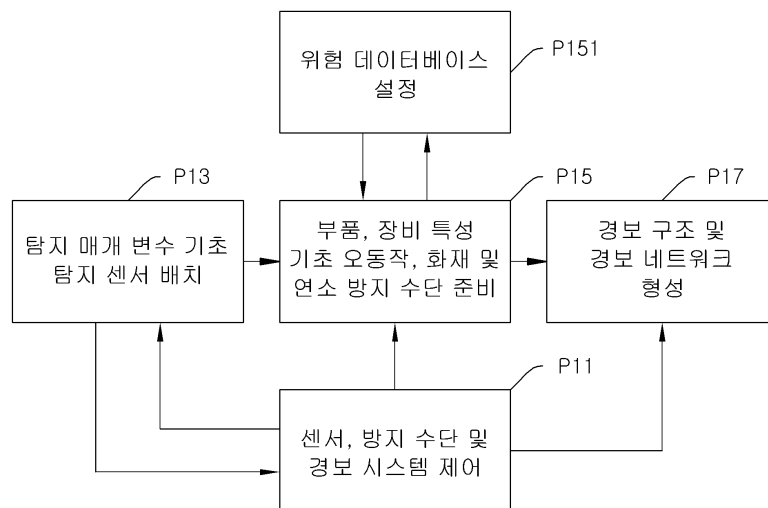 위험 데이터베이스
설정
P151
P13
P15
P17
탐지 매개 변수 기초
탐지 센서 배치
부품, 장비 특성
기초 오동작, 화재 및
연소 방지 수단 준비
경보 구조 및
경보 네트워크
형성
P11
센서, 방지 수단 및
경보 시스템 제어